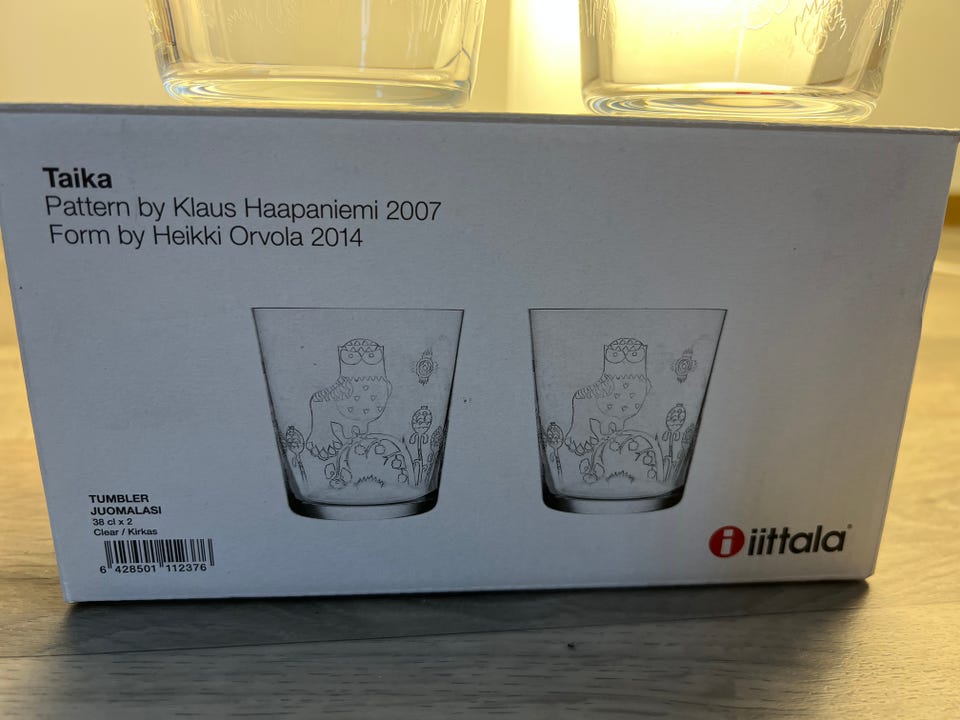 Taika
Pattern by Klaus Haapaniemi 2007
Form by Heikki Orvola 2014
TUMBLER
JUOMALASI
38 cl x 2
Clear / Kirkas
6 428501 112376
i iittala®